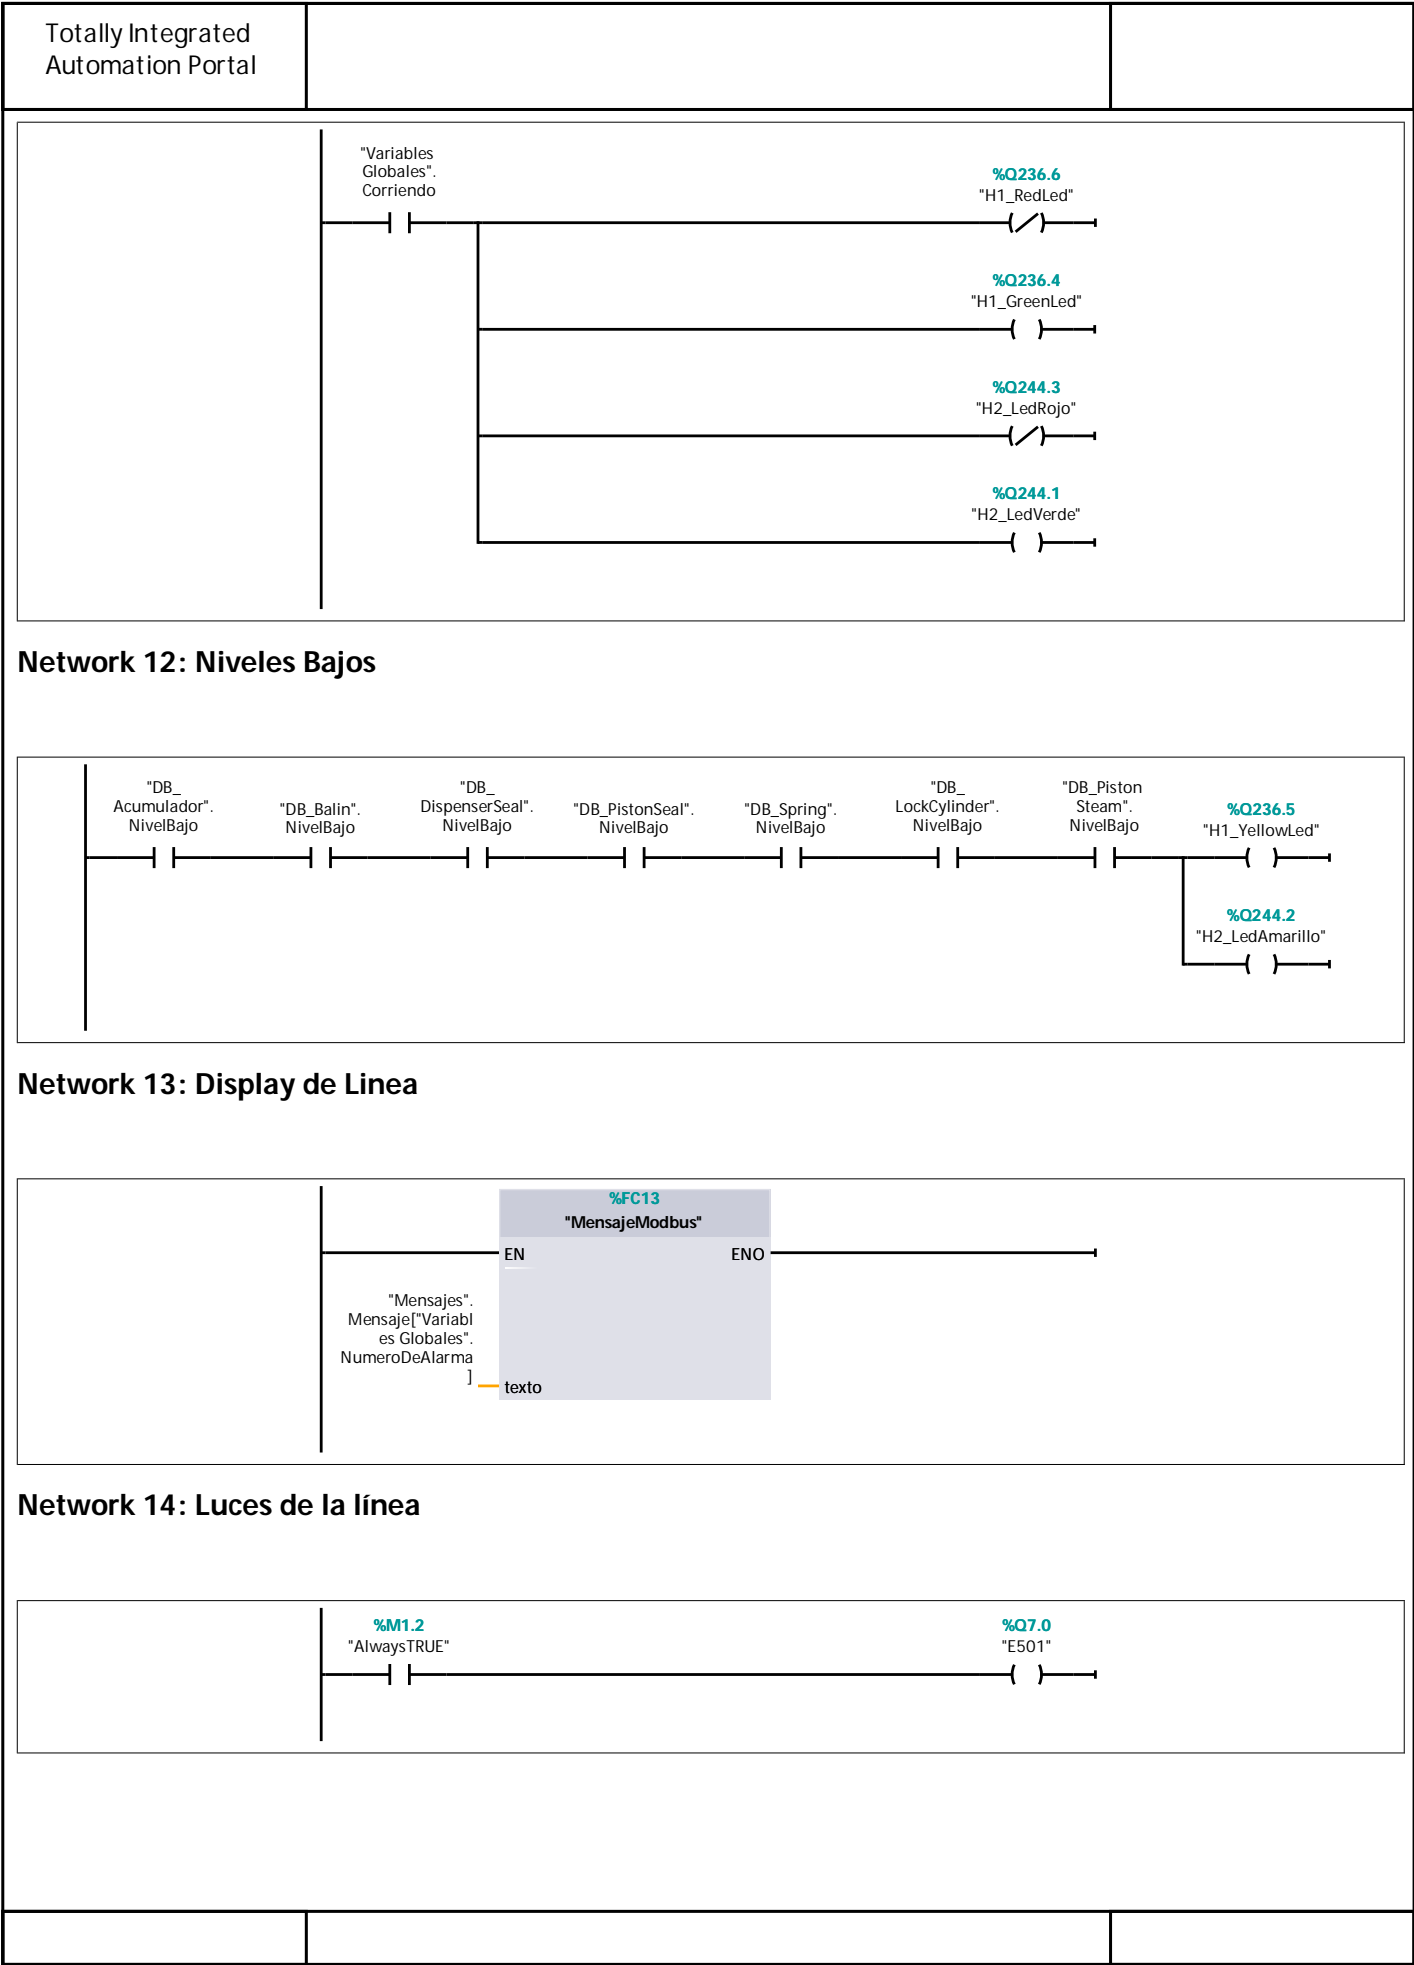 Totally Integrated
Automation Portal
"Variables
Globales".
Corriendo
%Q236.6
"H1_RedLed"
%Q236.4
"H1_GreenLed"
%Q244.3
"H2_LedRojo"
%Q244.1
"H2_LedVerde"
Network 12: Niveles Bajos
"DB_
Acumulador".
NivelBajo
"DB_Balin".
NivelBajo
"DB_
DispenserSeal".
NivelBajo
"DB_PistonSeal".
NivelBajo
"DB_Spring".
NivelBajo
"DB_
LockCylinder".
NivelBajo
"DB_Piston
Steam".
NivelBajo
%Q236.5
"H1_YellowLed"
%Q244.2
"H2_LedAmarillo"
Network 13: Display de Linea
%FC13
"MensajeModbus"
EN ENO
"Mensajes".
Mensaje["Variabl
es Globales".
NumeroDeAlarma
]
texto
Network 14: Luces de la línea
%M1.2
"AlwaysTRUE"
%Q7.0
"E501"